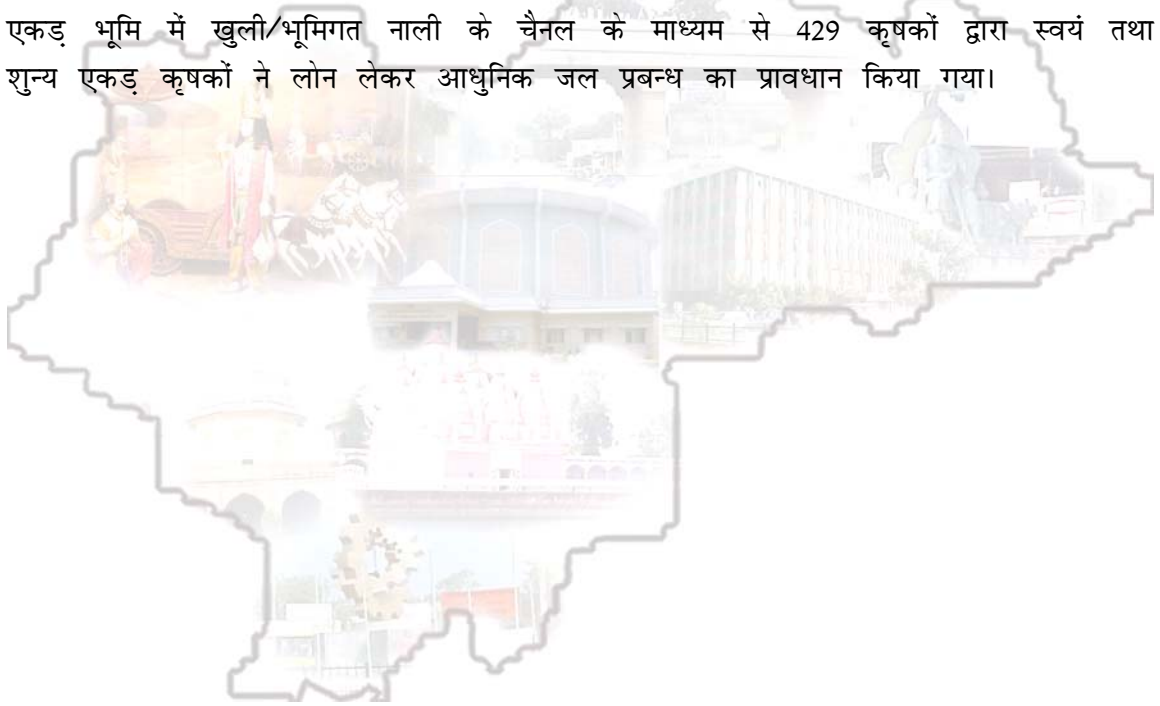 एकड़ भूमि में खुली/भूमिगत नाली के चैनल के माध्यम से 429 कृषकों द्वारा स्वयं तथा
शुन्य एकड़ कृषकों ने लोन लेकर आधुनिक जल प्रबन्ध का प्रावधान किया गया।